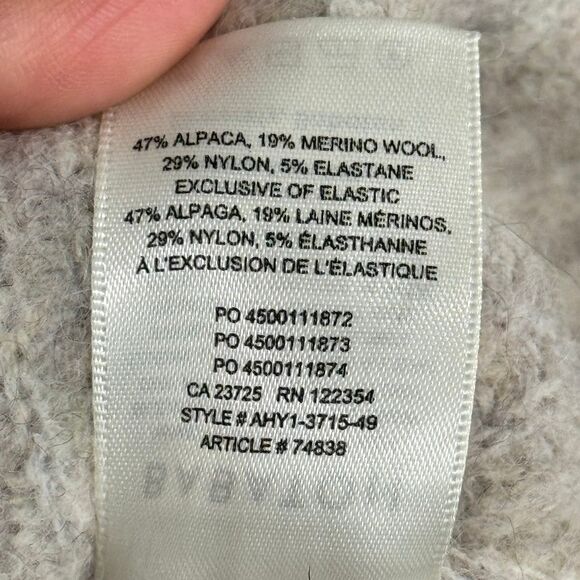 47% ALPACA, 19% MERINO WOOL,
29% NYLON, 5% ELASTANE
EXCLUSIVE OF ELASTIC
47% ALPAGA, 19% LAINE MÉRINOS,
29% NYLON, 5% ÉLASTHANNE
À L'EXCLUSION DE L'ÉLASTIQUE
PO 4500111872
PO 4500111873
PO 4500111874
CA 23725 RN 122354
STYLE # AHY1-3715-49
ARTICLE # 74838